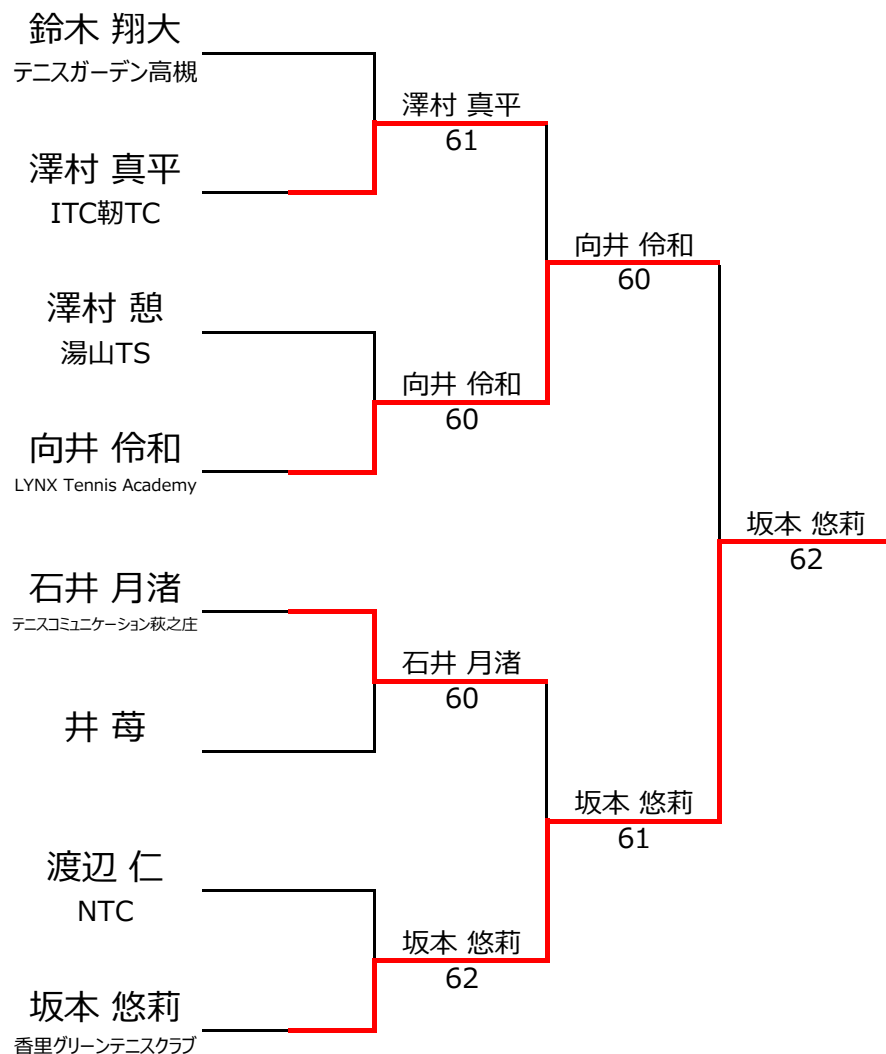 鈴木 翔大
テニスガーデン高槻
澤村 真平
61
澤村 真平
ITC靭TC
向井 伶和
60
澤村 憩
湯山TS
向井 伶和
60
向井 伶和
LYNX Tennis Academy
坂本 悠莉
62
石井 月渚
テニスコミュニケーション萩之庄
石井 月渚
60
井 苺
坂本 悠莉
61
渡辺 仁
NTC
坂本 悠莉
62
坂本 悠莉
香里グリーンテニスクラブ